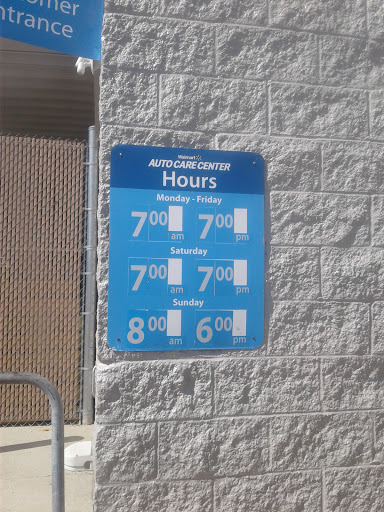 omer
ntrance
Walmart
AUTO CARE CENTER
Hours
Monday - Friday
7 00 am 7 00 pm
Saturday
7 00 am 7 00 pm
Sunday
8 00 am 6 00 pm